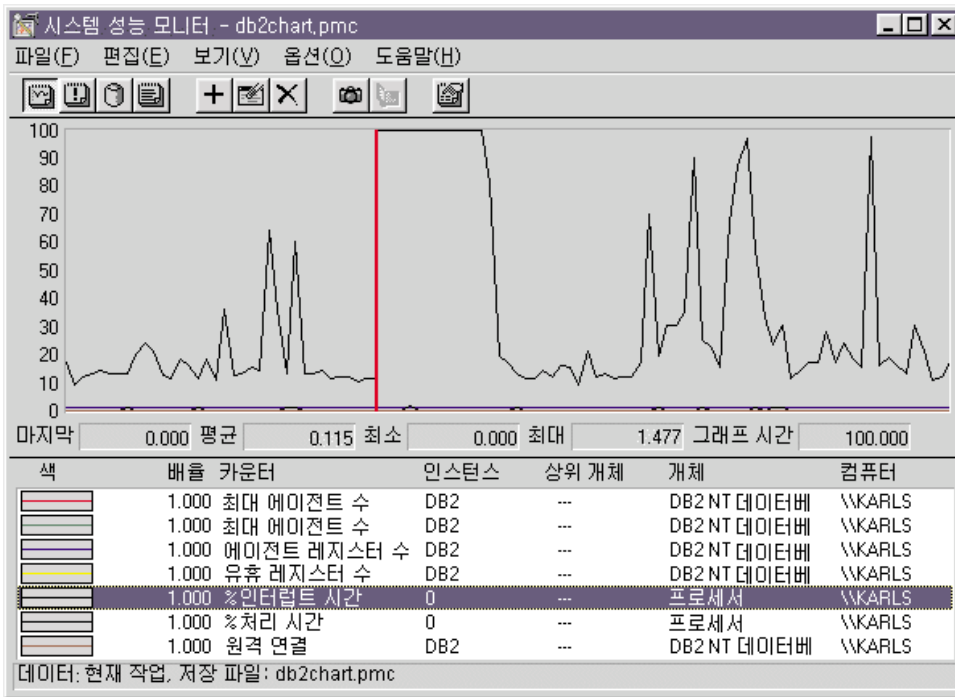 시스템 성능 모니터 - db2chart.pmc
파일(F) 편집(E) 보기(V) 옵션(O) 도움말(H)
100
90
80
70
60
50
40
30
20
10
0
마지막 0.000 평균 0.115 최소 0.000 최대 1.477 그래프 시간 100.000
색 배율 카운터 인스턴스 상위 개체 개체 컴퓨터
1.000 최대 에이전트 수 DB2 --- DB2 NT 데이터베 \\KARLS
1.000 최대 에이전트 수 DB2 --- DB2 NT 데이터베 \\KARLS
1.000 에이전트 레지스터 수 DB2 --- DB2 NT 데이터베 \\KARLS
1.000 유휴 레지스터 수 DB2 --- DB2 NT 데이터베 \\KARLS
1.000 %인터럽트 시간 0 --- 프로세서 \\KARLS
1.000 %처리 시간 0 --- 프로세서 \\KARLS
1.000 원격 연결 DB2 --- DB2 NT 데이터베 \\KARLS
데이터: 현재 작업, 저장 파일: db2chart.pmc